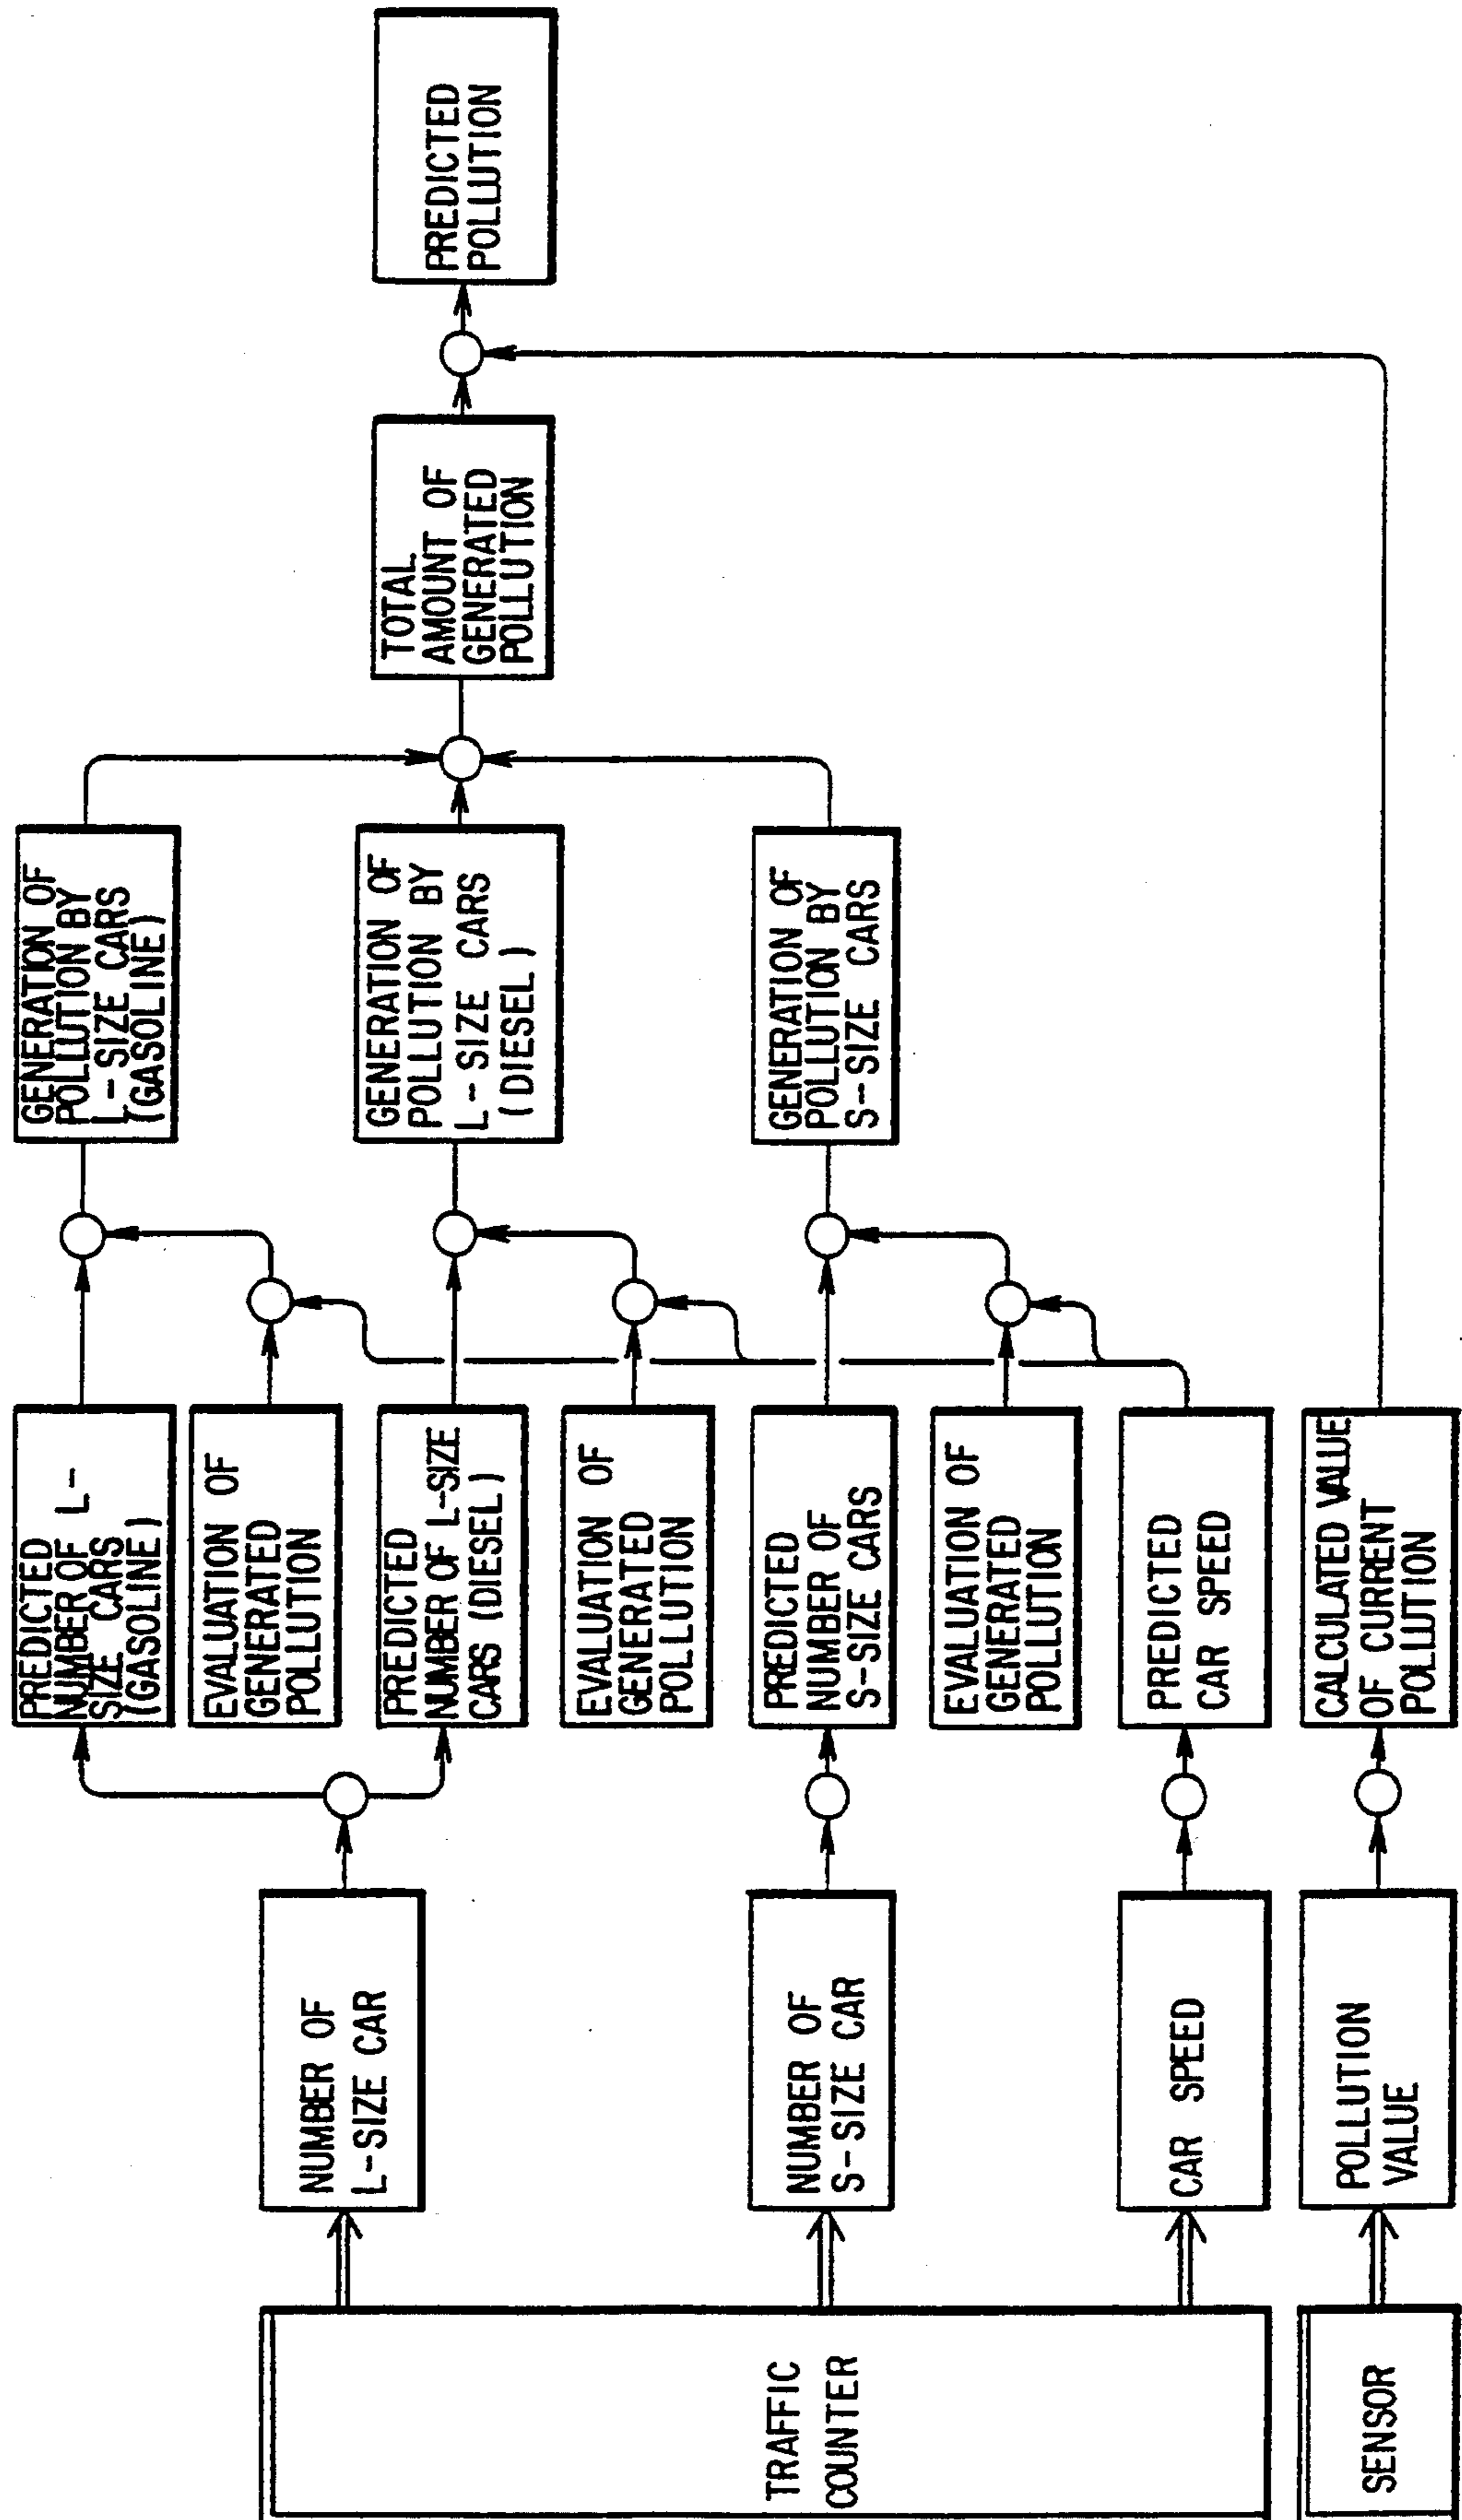 TRAFFIC
COUNTER
SENSOR
NUMBER OF
L-SIZE CAR
NUMBER OF
S-SIZE CAR
CAR SPEED
POLLUTION
VALUE
PREDICTED
NUMBER OF L-
SIZE CARS
(GASOLINE)
EVALUATION OF
GENERATED
POLLUTION
PREDICTED
NUMBER OF L-SIZE
CARS (DIESEL)
EVALUATION OF
GENERATED
POLLUTION
PREDICTED
NUMBER OF
S-SIZE CARS
EVALUATION OF
GENERATED
POLLUTION
PREDICTED
CAR SPEED
CALCULATED VALUE
OF CURRENT
POLLUTION
GENERATION OF
POLLUTION BY
L-SIZE CARS
(GASOLINE)
GENERATION OF
POLLUTION BY
L-SIZE CARS
(DIESEL)
GENERATION OF
POLLUTION BY
S-SIZE CARS
TOTAL
AMOUNT OF
GENERATED
POLLUTION
PREDICTED
POLLUTION